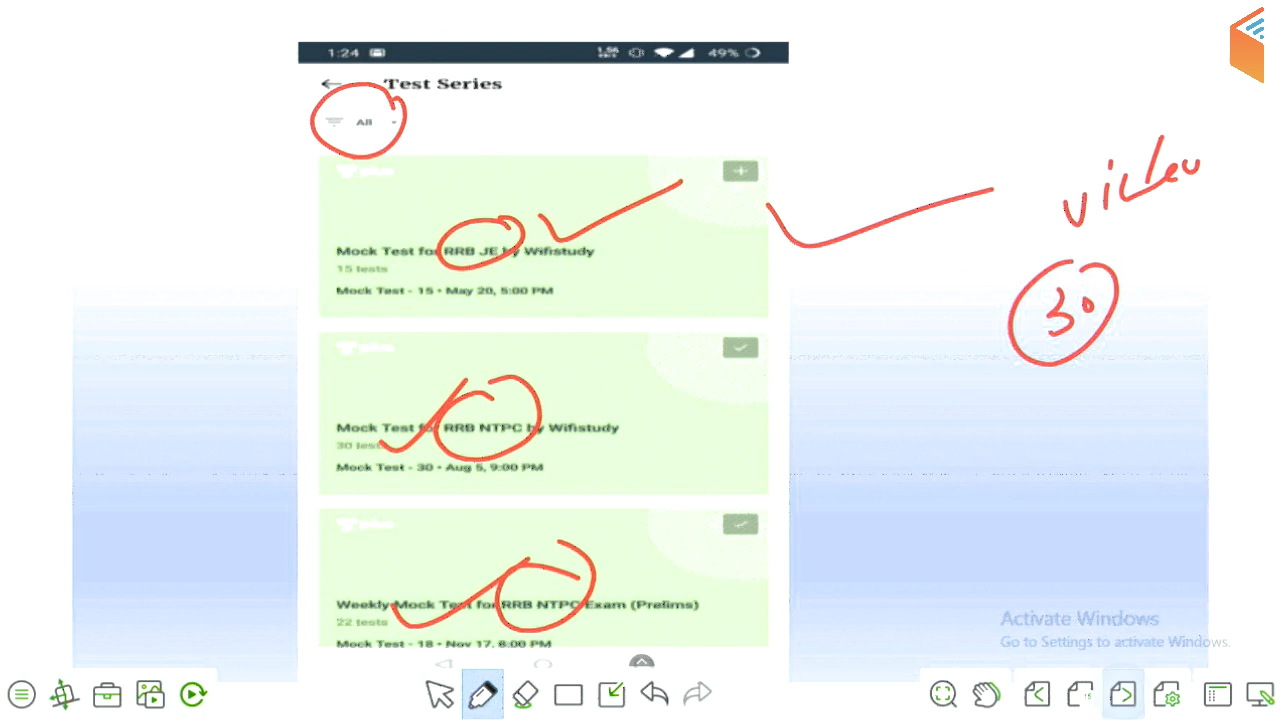 1:24
49%
Test Series
All
video
Mock Test for RRB JE by Wifistudy
15 tests
Mock Test - 15 • May 20, 5:00 PM
30
Mock Test for RRB NTPC by Wifistudy
30 tests
Mock Test - 30 • Aug 5, 9:00 PM
Weekly Mock Test for RRB NTPC Exam (Prelims)
22 tests
Mock Test - 18 • Nov 17, 6:00 PM
Activate Windows
Go to Settings to activate Windows.